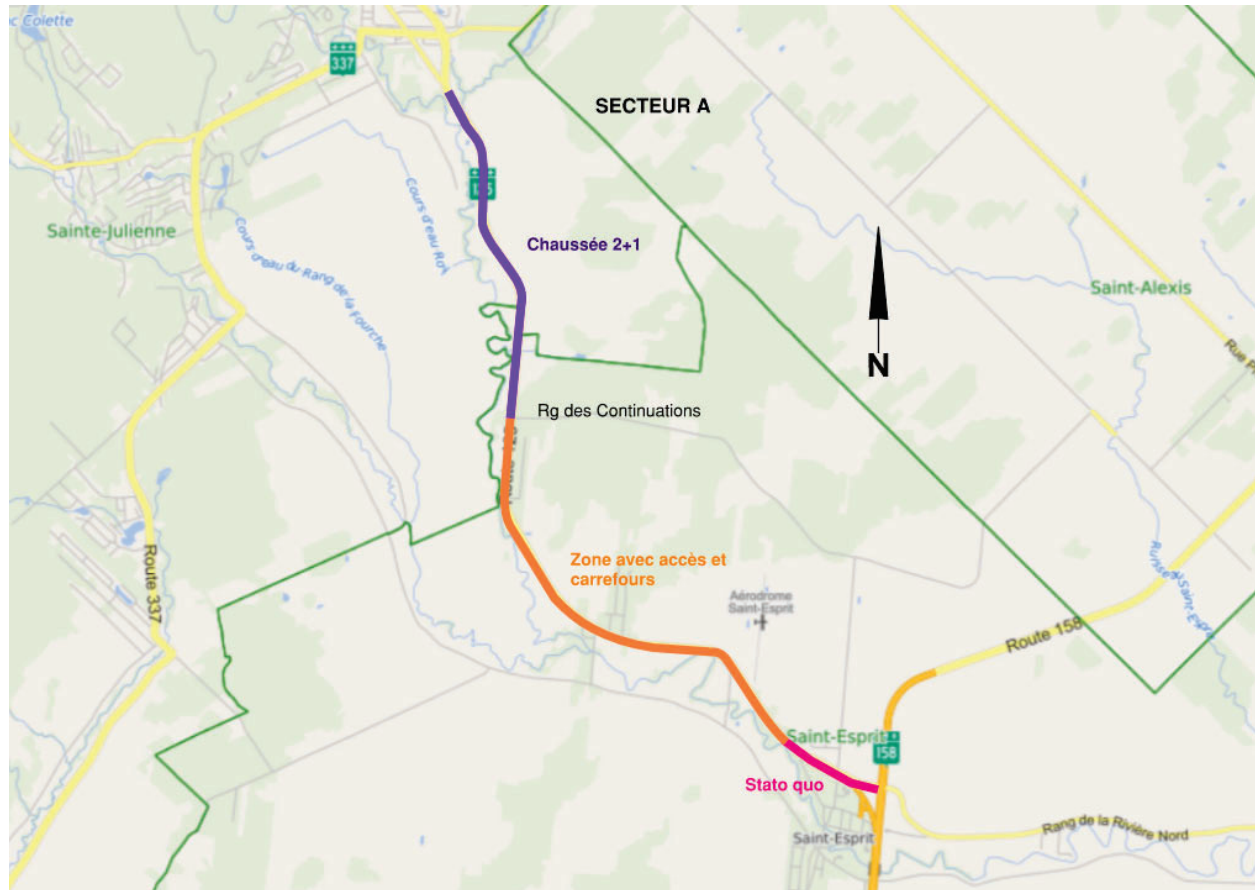 Colette
337
SECTEUR A
Sainte-Julienne
Cours d'eau
Chaussée 2+1
Cours d'eau du Rang de la Fourche
Saint-Alexis
N
Rg des Continuations
Route 337
Zone avec accès et
carrefours
Aérodrome
Saint-Esprit
Route 158
Saint-Esprit
158
Stato quo
Saint-Esprit
Rang de la Rivière Nord